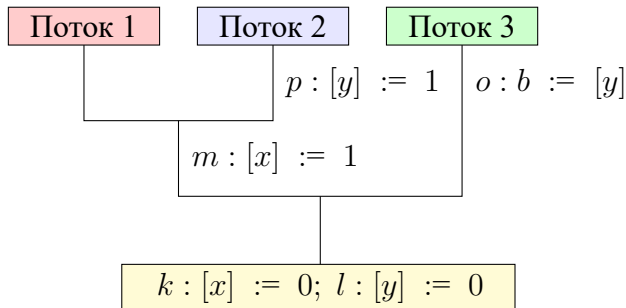 Поток 1 Поток 2 Поток 3
p : [y] := 1 o : b := [y]
m : [x] := 1
k : [x] := 0; l : [y] := 0